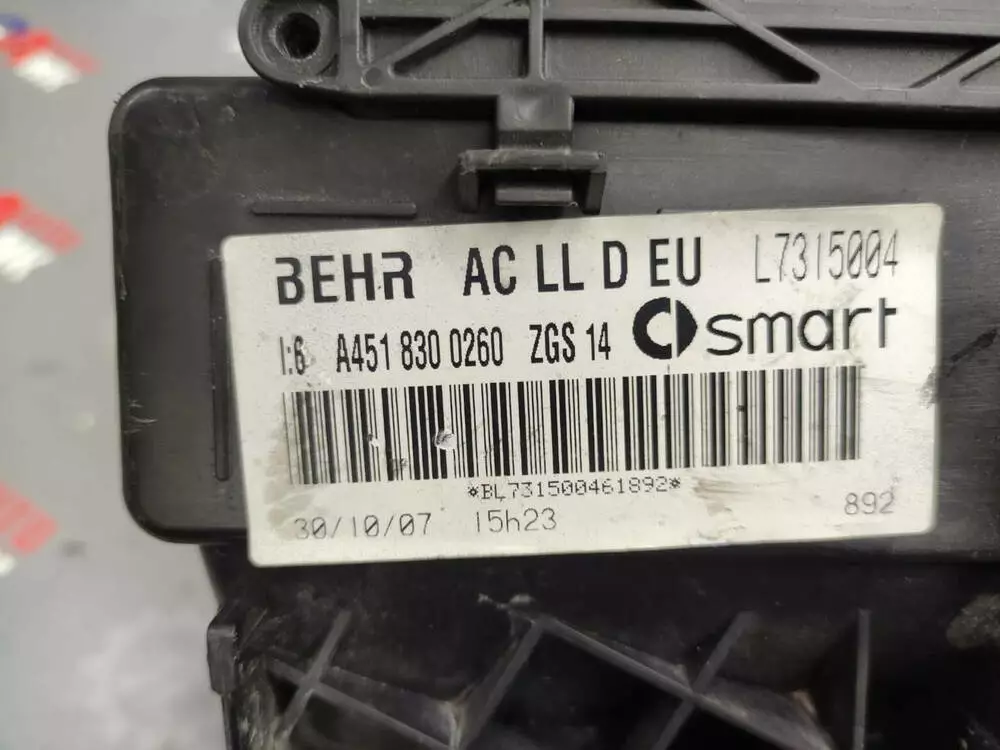 BEHR AC LL D EU L7315004
I:6 A451 830 0260 ZGS 14 smart
*BL731500461892*
30/10/07 15h23 892